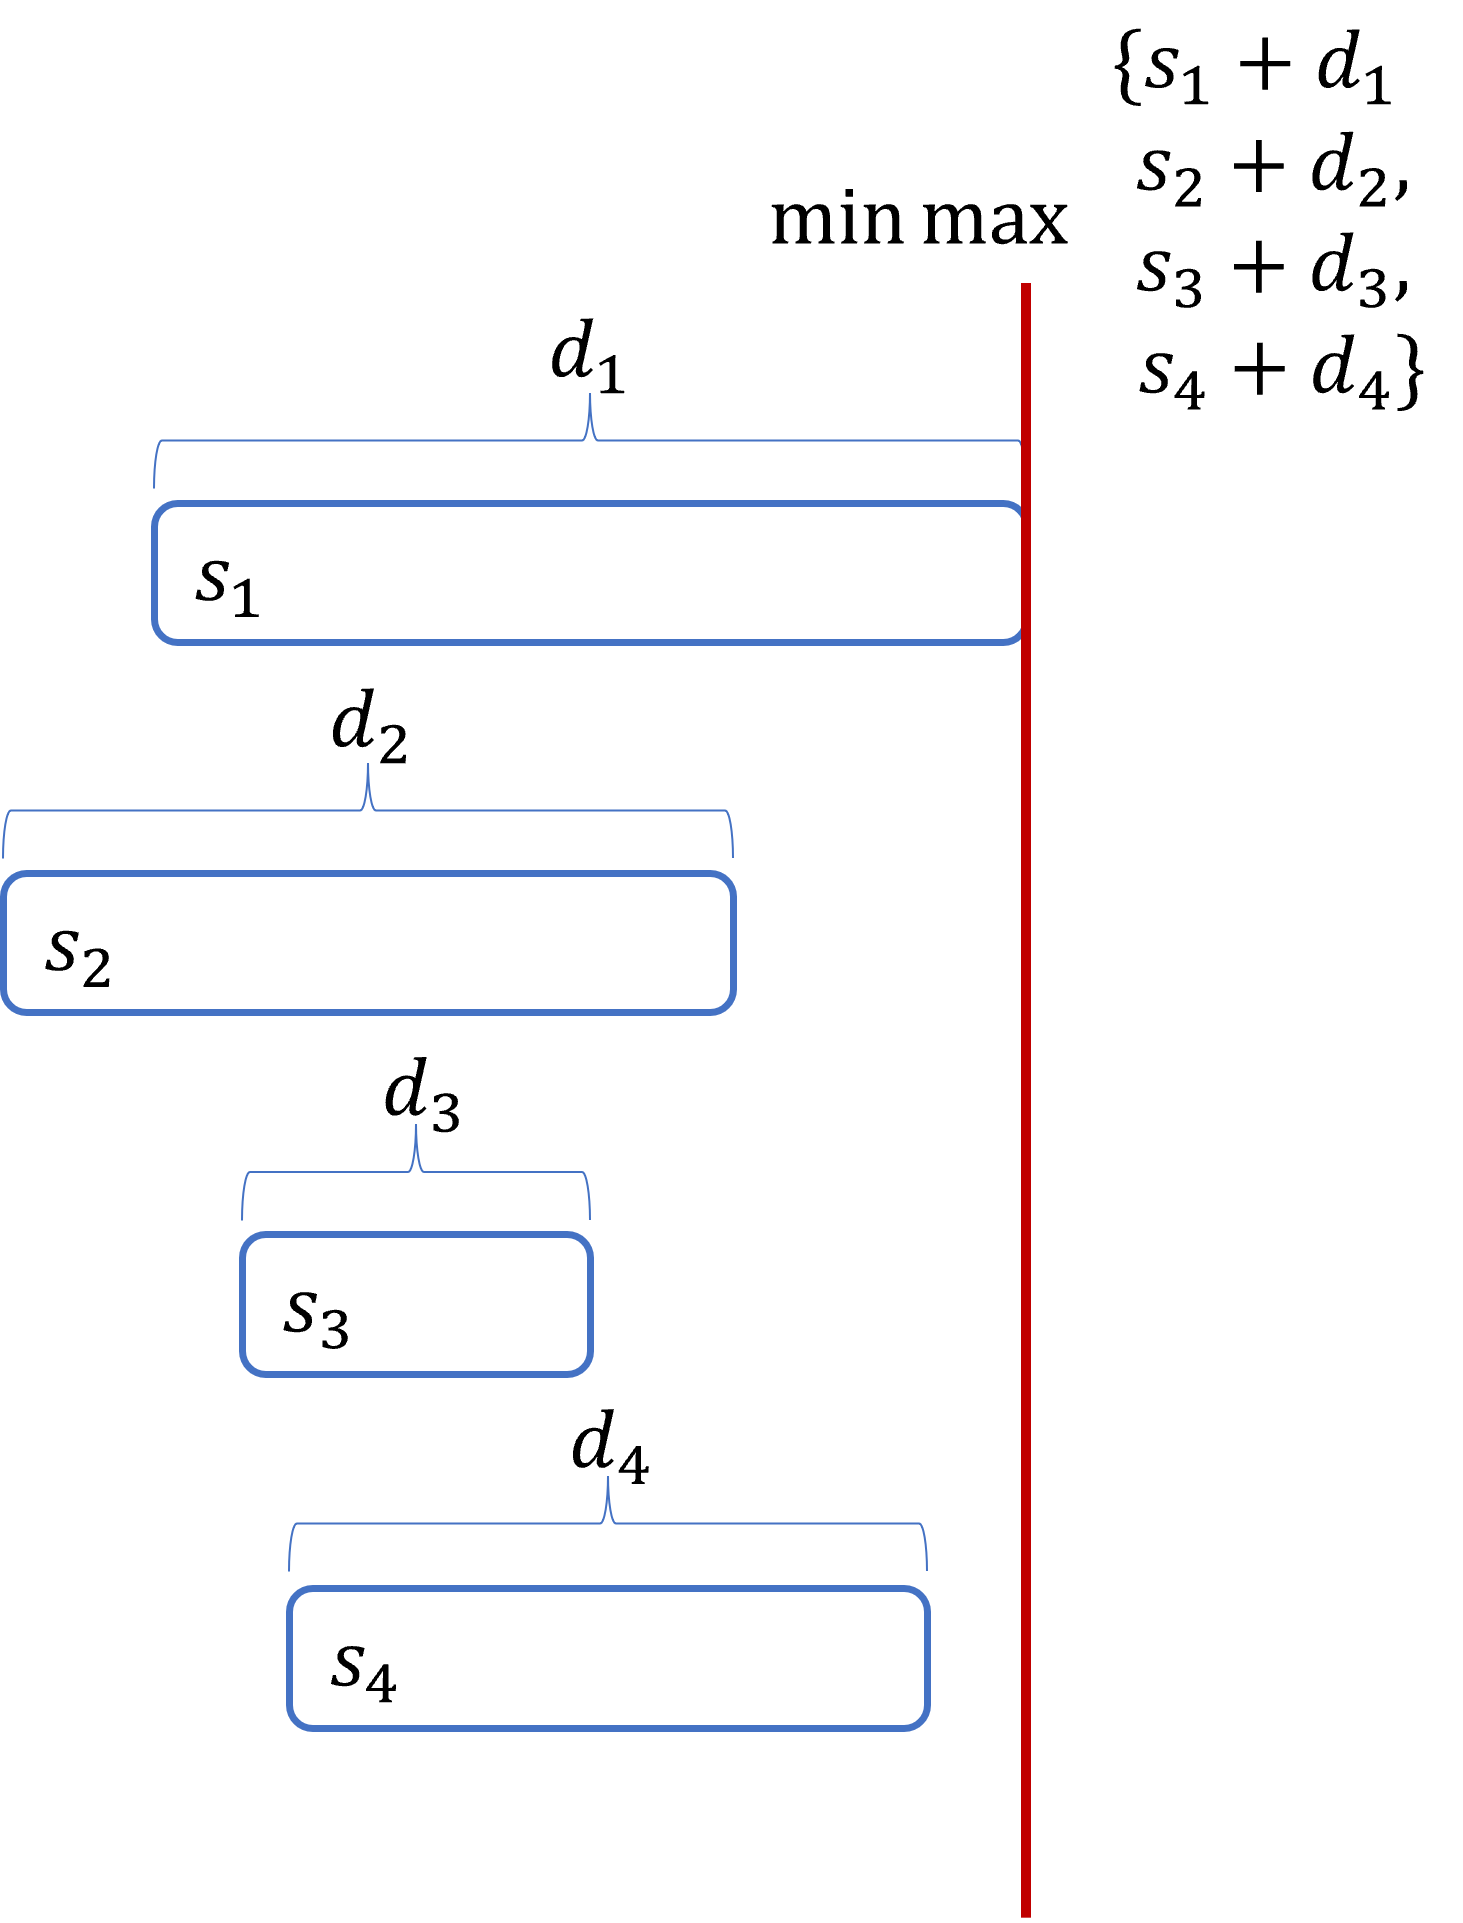 {s₁ + d₁
s₂ + d₂,
min max
s₃ + d₃,
s₄ + d₄}
d₁
s₁
d₂
s₂
d₃
s₃
d₄
s₄